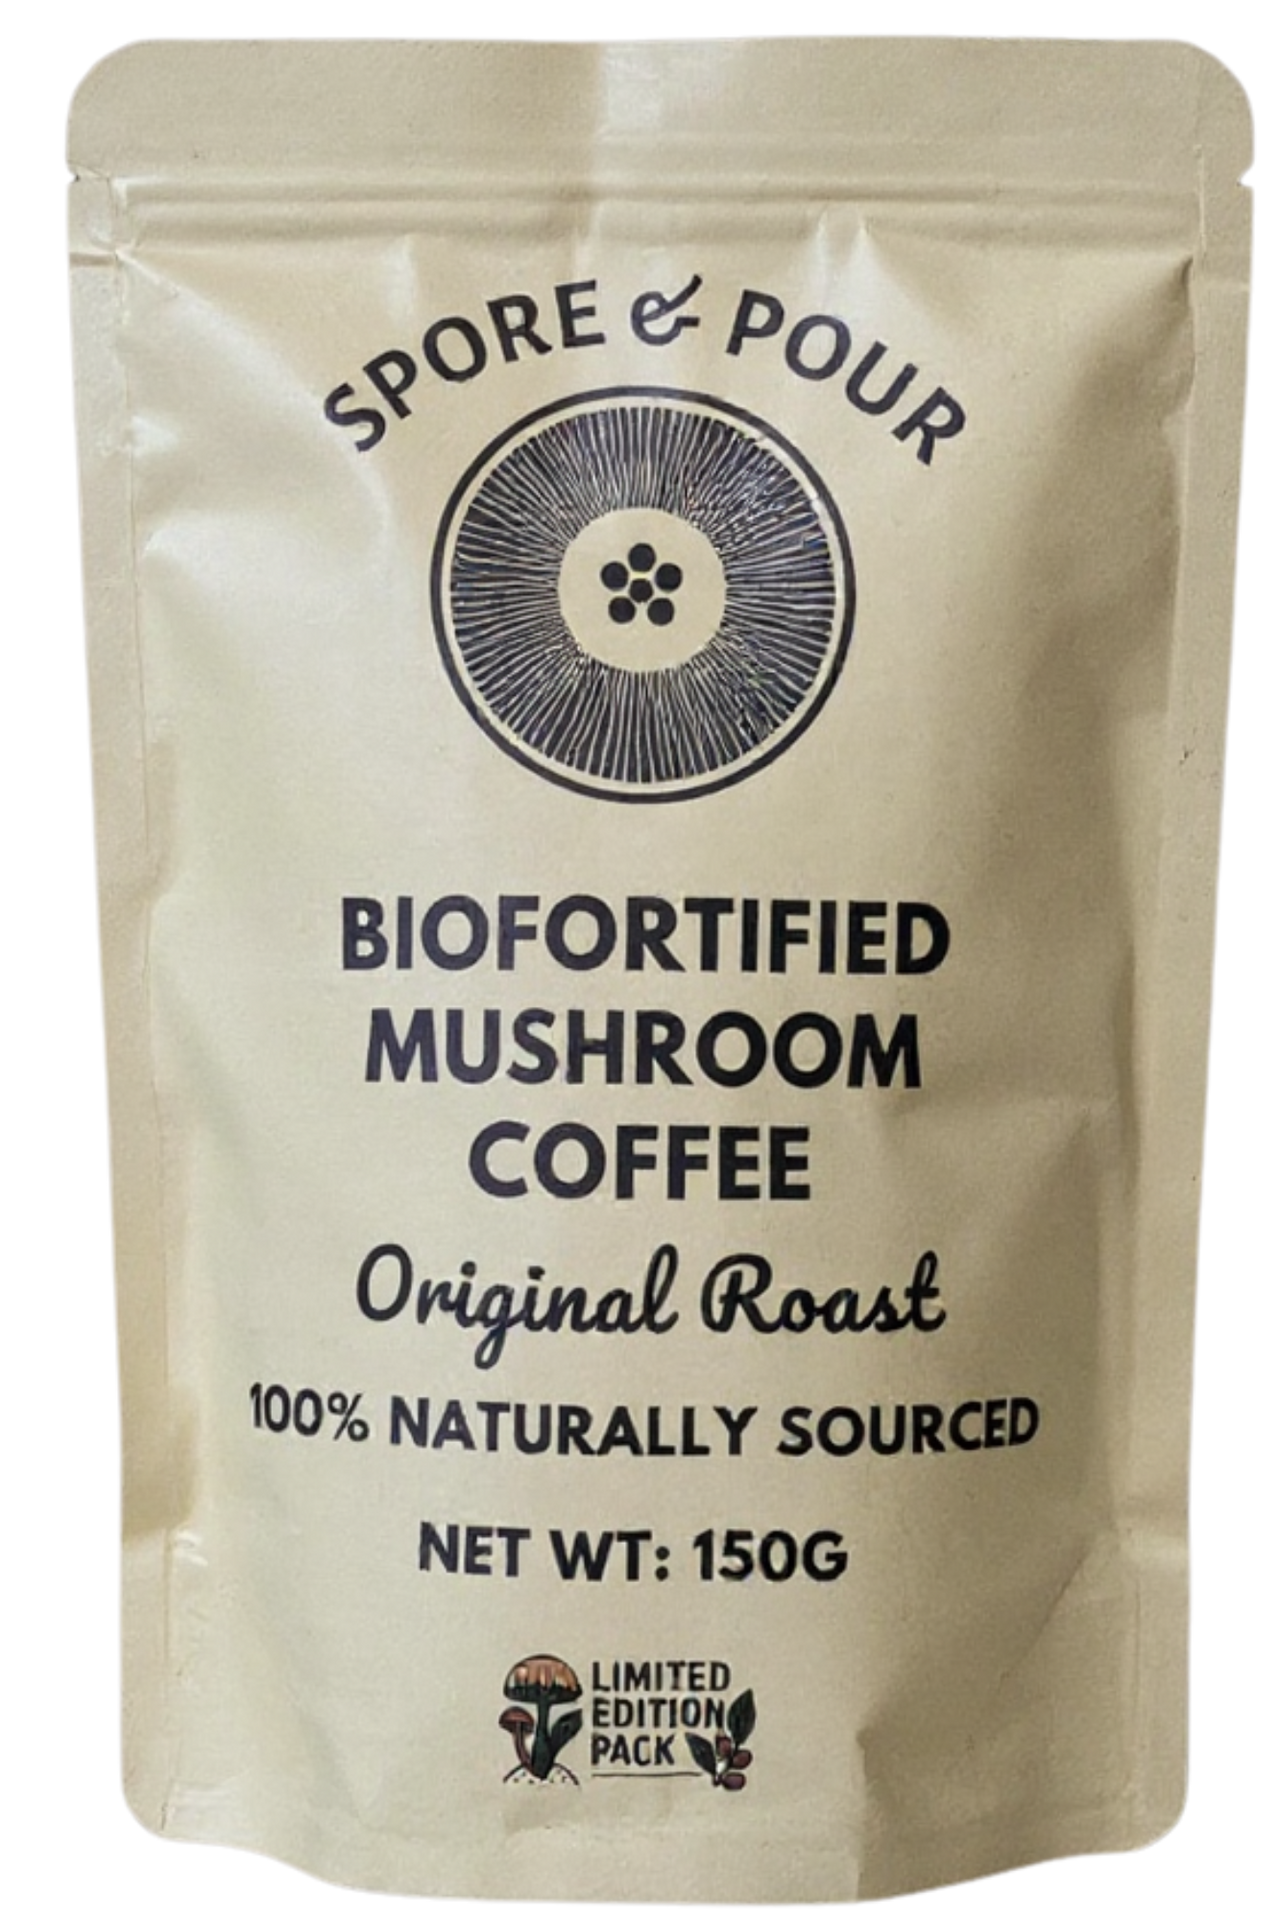 SPORE & POUR
BIOFORTIFIED
MUSHROOM
COFFEE
Original Roast
100% NATURALLY SOURCED
NET WT: 150G
LIMITED
EDITION
PACK